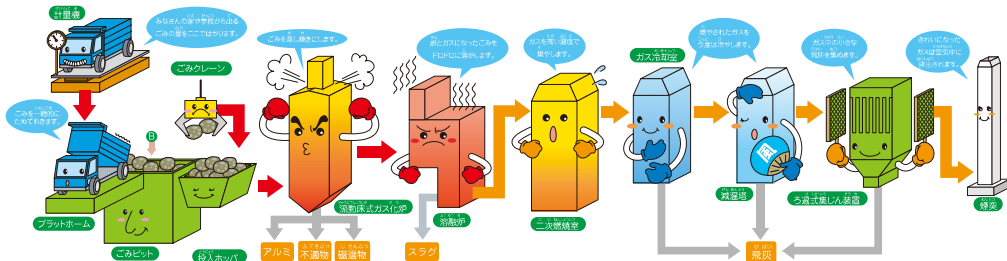 計量機
みなさんの家や学校から出る
ごみの量をここではかります。
ごみを一時的に
ためておきます。
プラットホーム
ごみクレーン
B
ごみピット
投入ホッパ
ごみを蒸し焼きにします。
流動床式ガス化炉
アルミ
不適物
磁選物
炭とガスになったごみを
ドロドロに溶かします。
溶融炉
スラグ
ガスを高い温度で
燃やします。
二次燃焼室
ガス冷却室
燃やされたガスを
今度は冷やします。
減温塔
ガス中の小さな
飛灰を集めます。
ろ過式集じん装置
飛灰
きれいになった
ガスは空気中に
排出されます。
煙突